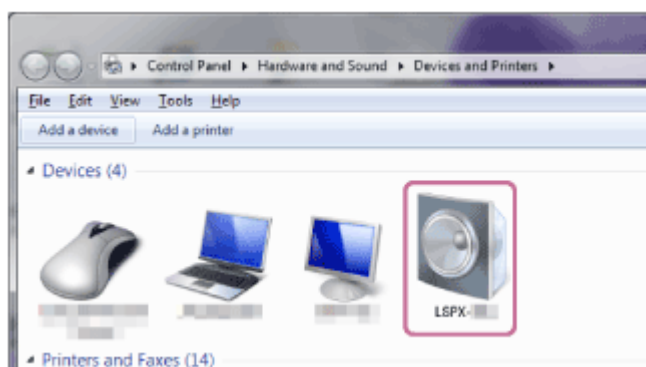 Control Panel ▸ Hardware and Sound ▸ Devices and Printers ▸
File Edit View Tools Help
Add a device Add a printer
Devices (4)
LSPX-
Printers and Faxes (14)